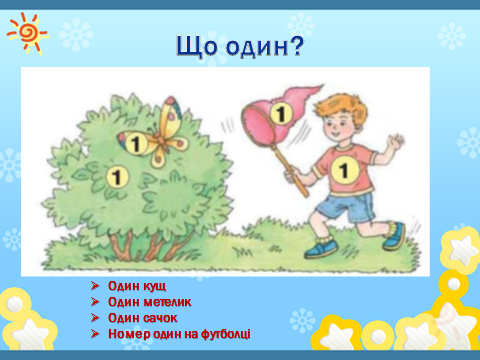 Що один?
1
1
1
1
Один кущ
Один метелик
Один сачок
Номер один на футболці